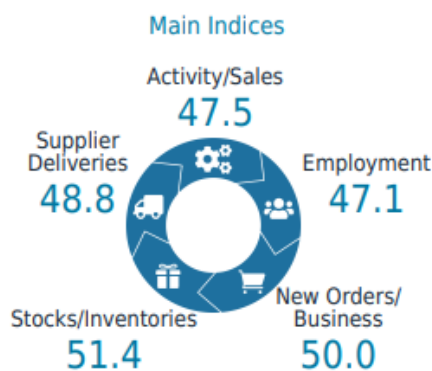 Main Indices
Activity/Sales
47.5
Supplier
Deliveries
48.8
Employment
47.1
Stocks/Inventories
51.4
New Orders/
Business
50.0